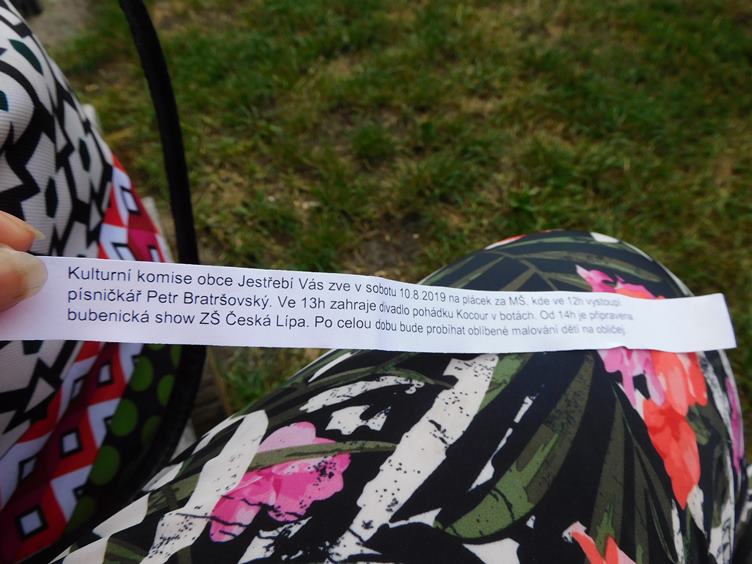 Kulturní komise obce Jestřebí Vás zve v sobotu 10.8.2019 na plácek za MŠ, kde ve 12h vystoupí
písničkář Petr Bratršovský. Ve 13h zahraje divadlo pohádku Kocour v botách. Od 14h je připravena
bubenická show ZŠ Česká Lípa. Po celou dobu bude probíhat oblíbené malování dětí na obličej.